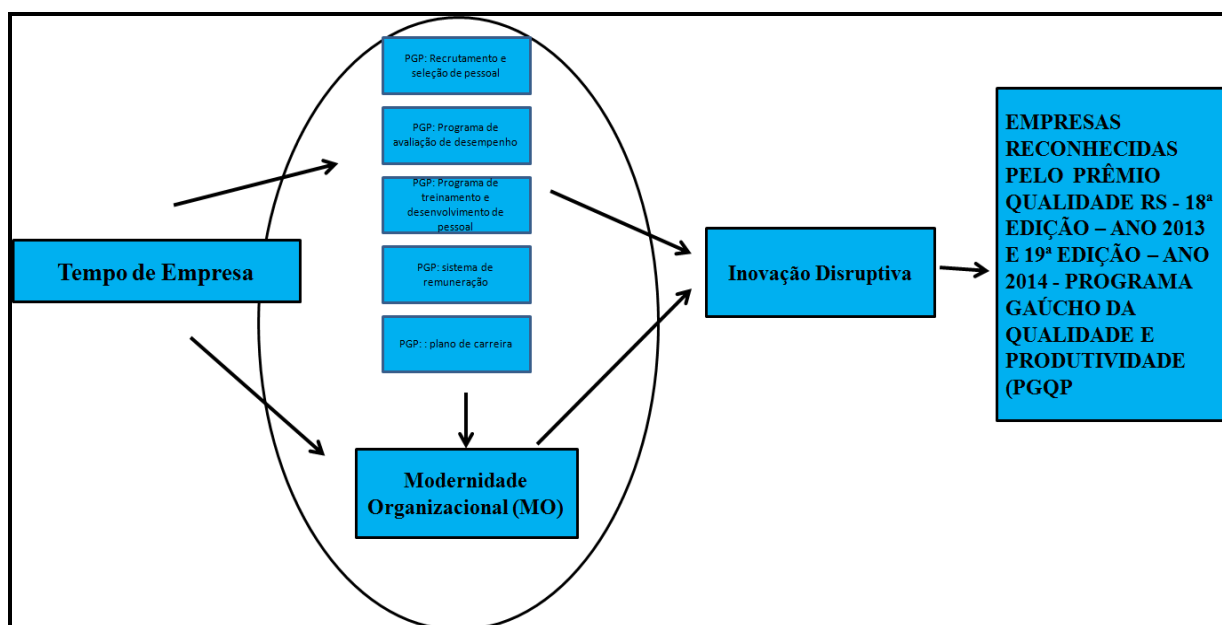 PGP: Recrutamento e
seleção de pessoal
PGP: Programa de
avaliação de desempenho
PGP: Programa de
treinamento e
desenvolvimento de
pessoal
PGP: sistema de
remuneração
PGP: : plano de carreira
Tempo de Empresa
Modernidade
Organizacional (MO)
Inovação Disruptiva
EMPRESAS
RECONHECIDAS
PELO PRÊMIO
QUALIDADE RS - 18ª
EDIÇÃO – ANO 2013
E 19ª EDIÇÃO – ANO
2014 - PROGRAMA
GAÚCHO DA
QUALIDADE E
PRODUTIVIDADE
(PGQP